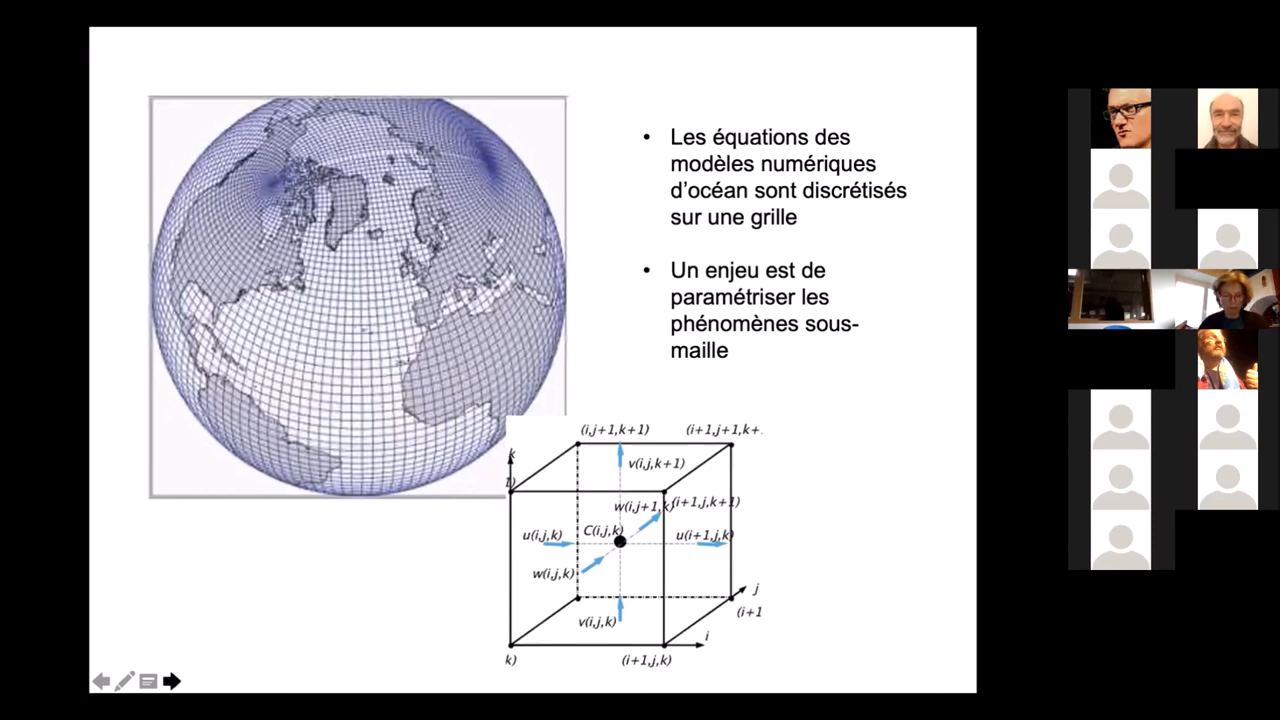 • Les équations des
modèles numériques
d'océan sont discrétisés
sur une grille
• Un enjeu est de
paramétriser les
phénomènes sous-
maille
(i,j+1,k+1)
(i+1,j+1,k+.
k
v(i,j,k+1)
1)
w(i,j+1,k)
(i+1,j,k+1)
C(i,j,k)
u(i,j,k)
u(i+1,j,k)
w(i,j,k)
j
(i+1
v(i,j,k)
i
k)
(i+1,j,k)